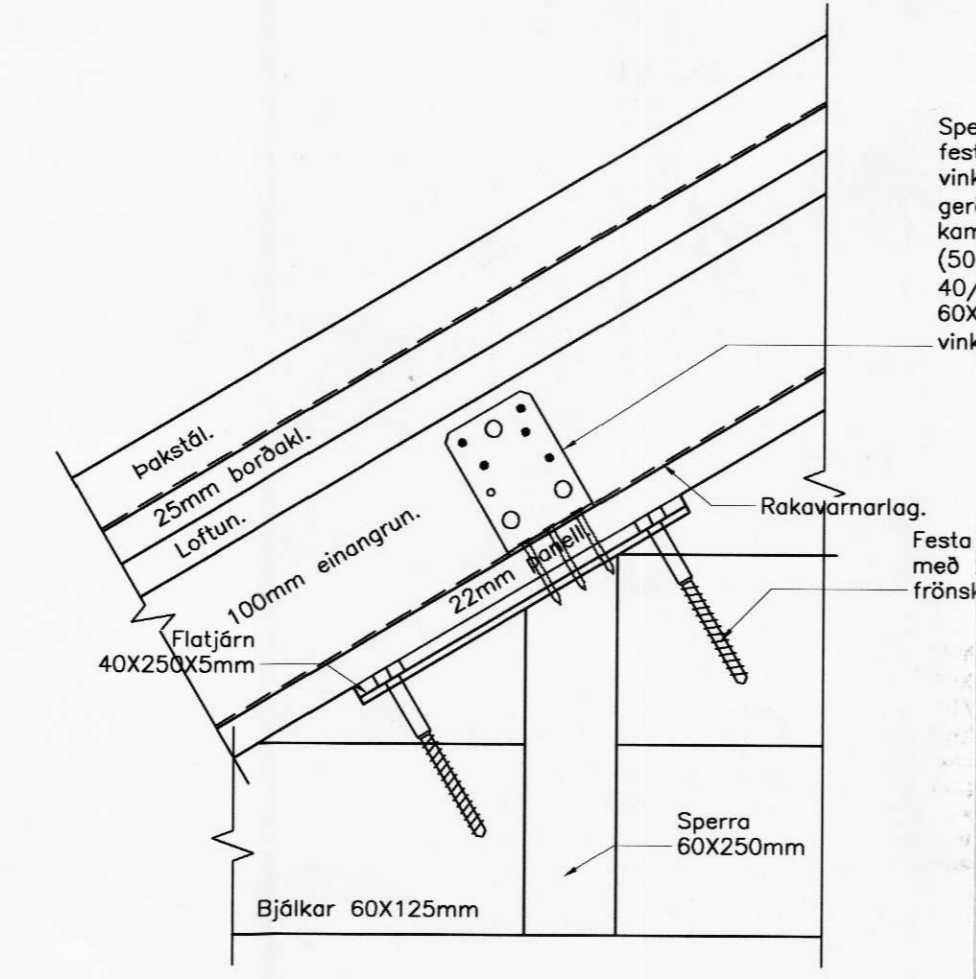 Þakstál.
25mm borðakl.
Loftun.
100mm einangrun.
22mm panell.
Flatjárn
40X250X5mm
Rakavarnarlag.
Sperra
60X250mm
Bjálkar 60X125mm
Spe
fest
vink
ger
kam
(50
40/
60X
vink
Festa
með
frönsk